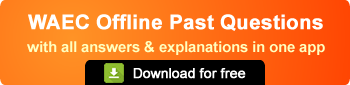 WAEC Offline Past Questions
with all answers & explanations in one app
Download for free